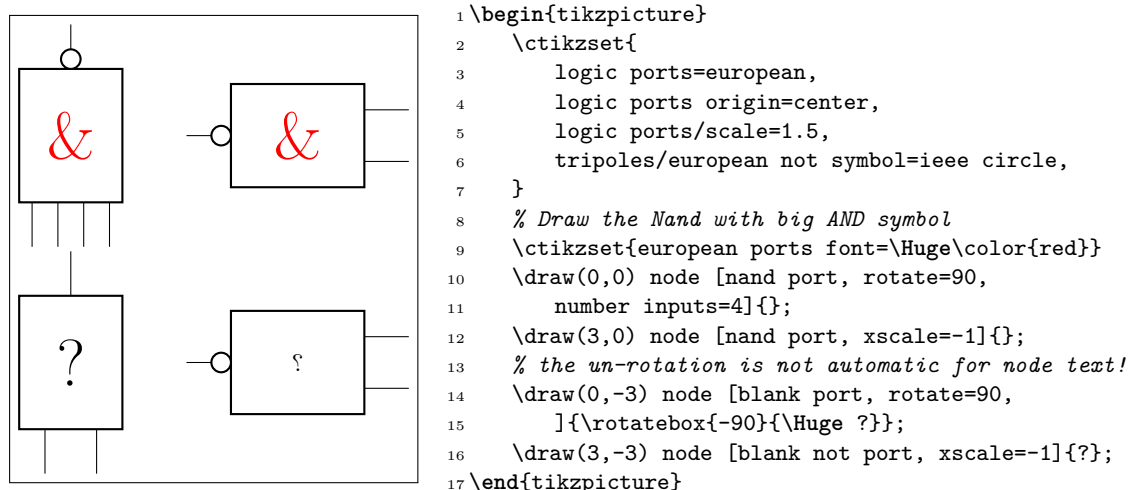 & &
? ?
1 \begin{tikzpicture}
2 \ctikzset{
3 logic ports=european,
4 logic ports origin=center,
5 logic ports/scale=1.5,
6 tripoles/european not symbol=ieee circle,
7 }
8 % Draw the Nand with big AND symbol
9 \ctikzset{european ports font=\Huge\color{red}}
10 \draw(0,0) node [nand port, rotate=90,
11 number inputs=4]{};
12 \draw(3,0) node [nand port, xscale=-1]{};
13 % the un-rotation is not automatic for node text!
14 \draw(0,-3) node [blank port, rotate=90,
15 ]{\rotatebox{-90}{\Huge ?}};
16 \draw(3,-3) node [blank not port, xscale=-1]{?};
17 \end{tikzpicture}